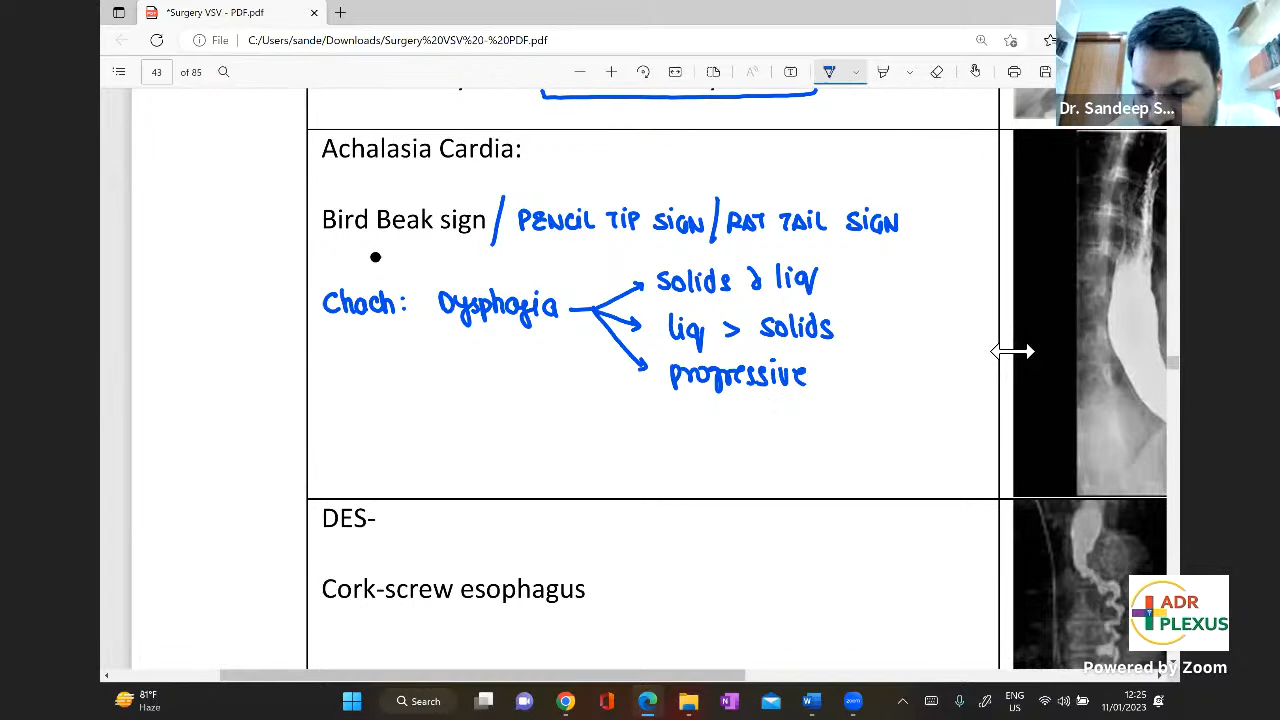 *Surgery VSV - PDF.pdf
File C:/Users/sande/Downloads/Surgery%20VSV%20-%20PDF.pdf
43 of 85
Dr. Sandeep S...
Achalasia Cardia:
Bird Beak sign / PENCIL TIP SIGN / RAT TAIL SIGN
Chach: Dysphagia
solids & liq
liq > solids
progressive
DES-
Cork-screw esophagus
ADR
PLEXUS
Powered by Zoom
81°F
Haze
Search
ENG
US
12:25
11/01/2023